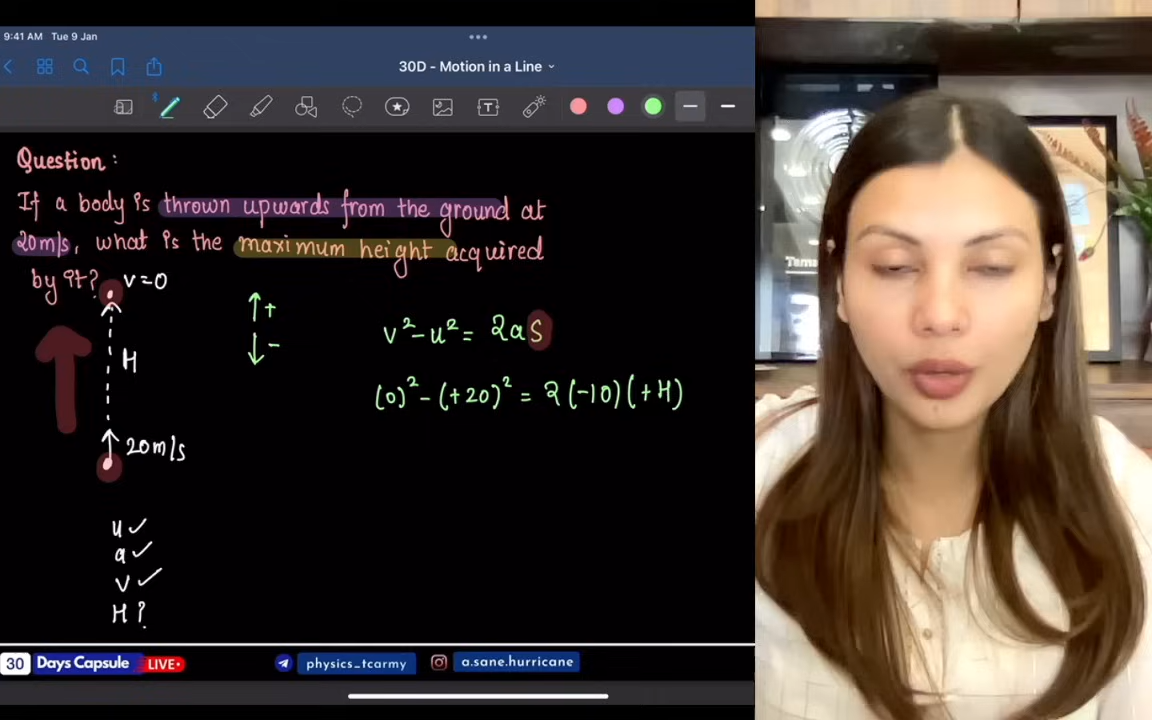 9:41 AM Tue 9 Jan
30D - Motion in a Line
T
Question:
If a body is thrown upwards from the ground at
20m/s, what is the maximum height acquired
by it?
v=0
+
-
H
20m/s
v²-u²= 2aS
(0)²-(+20)² = 2(-10)(+H)
u✓
a✓
v✓
H?
30 Days Capsule LIVE
physics_tcarmy
a.sane.hurricane